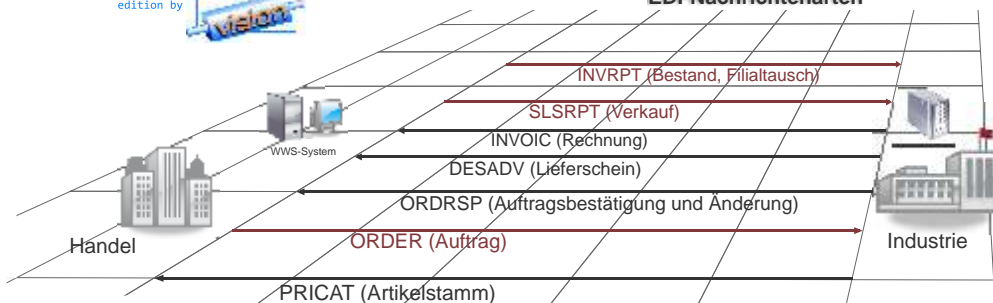 edition by
vision
EDI Nachrichtenarten
INVRPT (Bestand, Filialtausch)
SLSRPT (Verkauf)
INVOIC (Rechnung)
WWS-System
DESADV (Lieferschein)
ORDRSP (Auftragsbestätigung und Änderung)
Handel
ORDER (Auftrag)
Industrie
PRICAT (Artikelstamm)